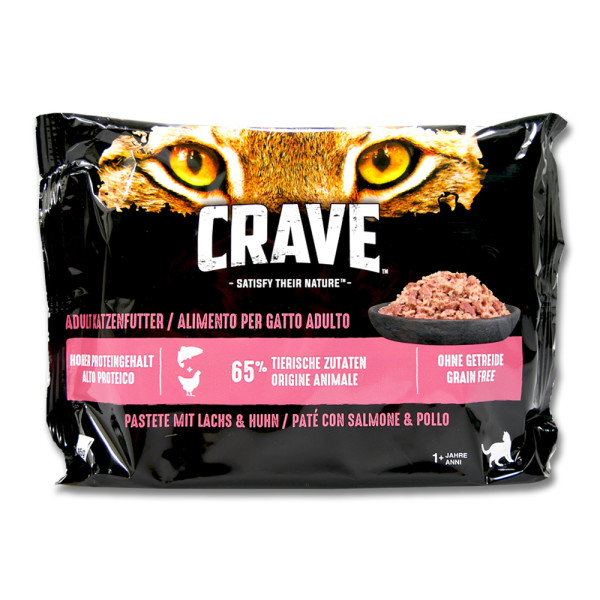 CRAVE™
- SATISFY THEIR NATURE™ -
ADULT KATZENFUTTER / ALIMENTO PER GATTO ADULTO
HOHER PROTEINGEHALT
ALTO PROTEICO
65% TIERISCHE ZUTATEN
ORIGINE ANIMALE
OHNE GETREIDE
GRAIN FREE
PASTETE MIT LACHS & HUHN / PATÉ CON SALMONE & POLLO
1+ JAHRE
ANNI